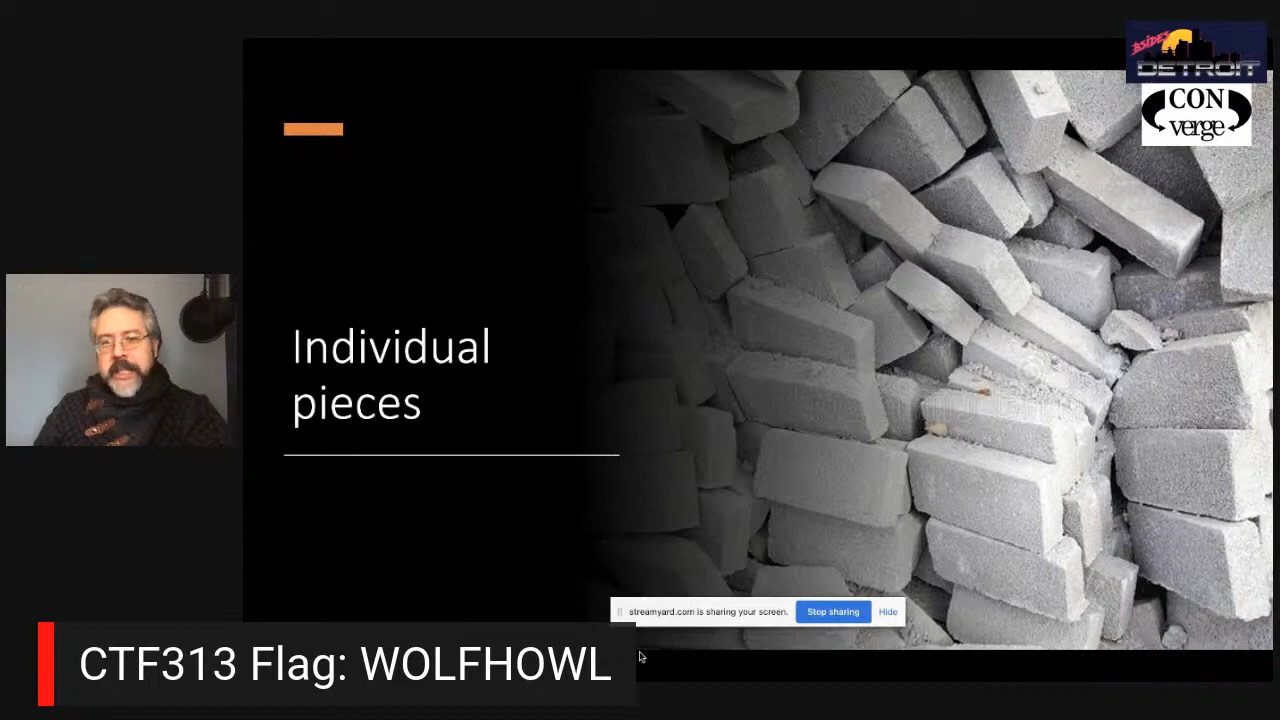 BSIDES
DETROIT
CON
verge
Individual
pieces
streamyard.com is sharing your screen.
Stop sharing
Hide
CTF313 Flag: WOLFHOWL